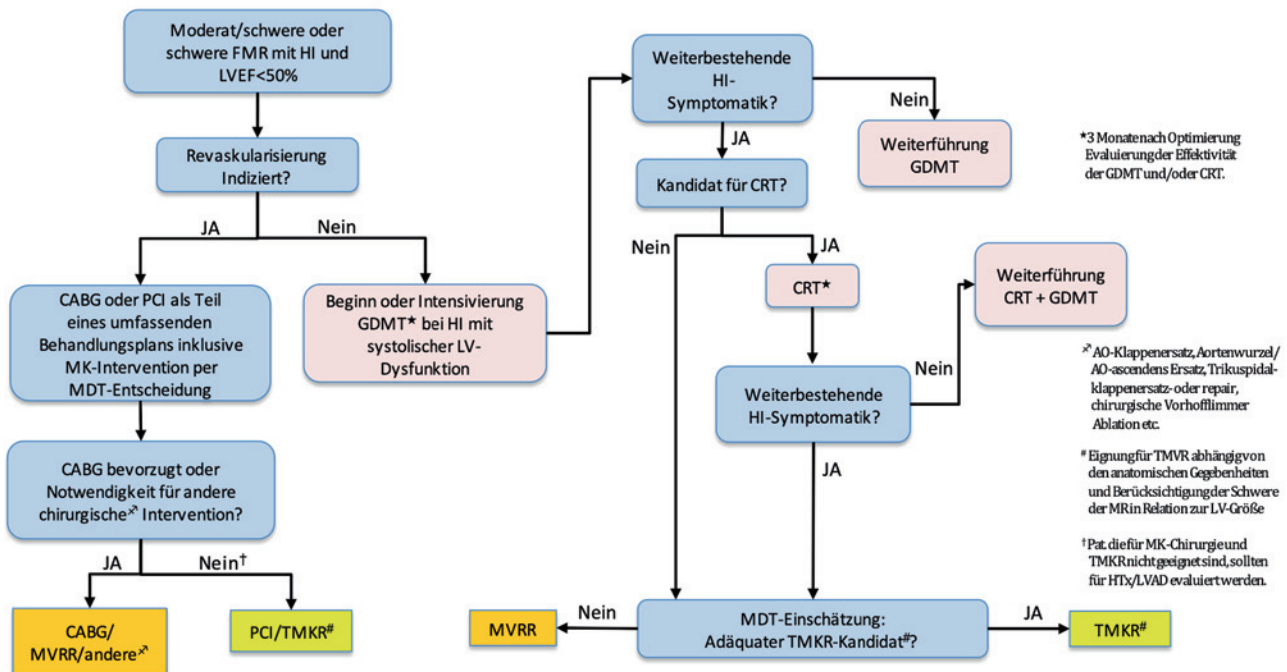 Moderat/schwere oder
schwere FMR mit HI und
LVEF<50%
Revaskularisierung
Indiziert?
JA
Nein
CABG oder PCI als Teil
eines umfassenden
Behandlungsplans inklusive
MK-Intervention per
MDT-Entscheidung
Beginn oder Intensivierung
GDMT★ bei HI mit
systolischer LV-
Dysfunktion
CABG bevorzugt oder
Notwendigkeit für andere
chirurgische♐ Intervention?
JA
Nein†
CABG/
MVRR/andere♐
PCI/TMKR#
Weiterbestehende
HI-
Symptomatik?
Nein
JA
Weiterführung
GDMT
Kandidat für CRT?
Nein
JA
CRT★
Weiterführung
CRT + GDMT
Nein
Weiterbestehende
HI-Symptomatik?
JA
MVRR
Nein
MDT-Einschätzung:
Adäquater TMKR-Kandidat#?
JA
TMKR#
★3 Monate nach Optimierung
Evaluierung der Effektivität
der GDMT und/oder CRT.
♐ AO-Klappenersatz, Aortenwurzel/
AO-ascendens Ersatz, Trikuspidal-
klappenersatz- oder repair,
chirurgische Vorhofflimmer
Ablation etc.
# Eignung für TMVR abhängig von
den anatomischen Gegebenheiten
und Berücksichtigung der Schwere
der MR in Relation zur LV-Größe
† Pat. die für MK-Chirurgie und
TMKR nicht geeignet sind, sollten
für HTx/LVAD evaluiert werden.